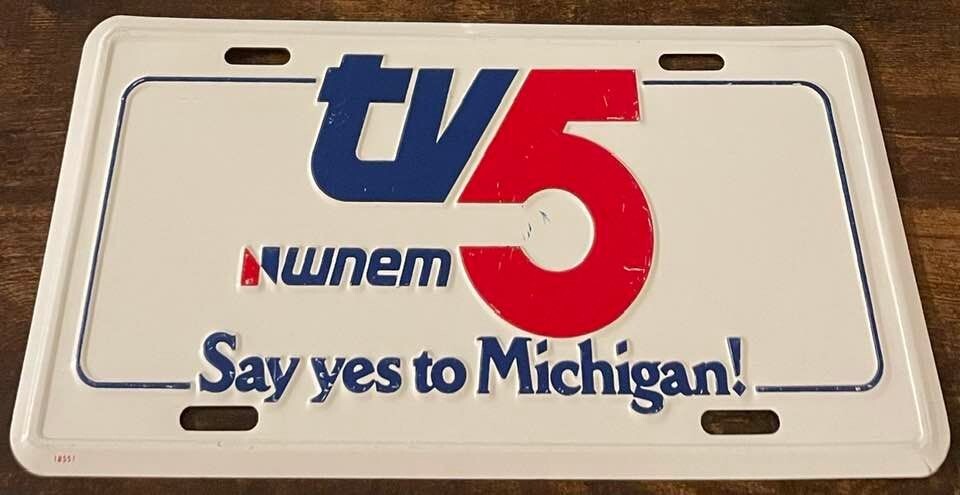 tv5
wnem
Say yes to Michigan!